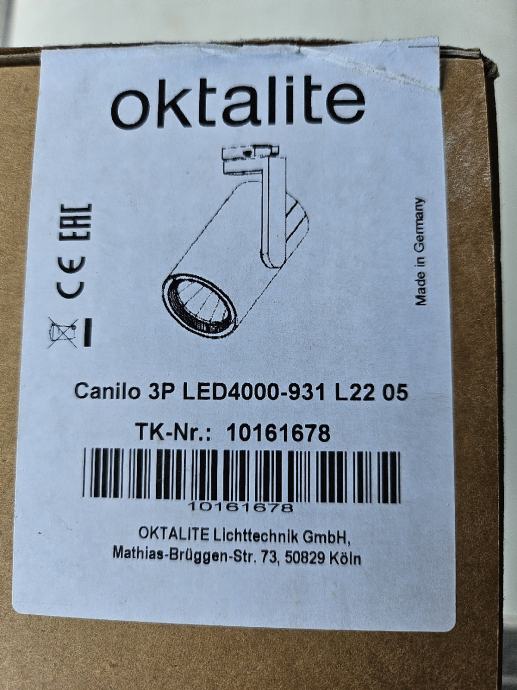 oktalite
CE EAC
Made in Germany
Canilo 3P LED4000-931 L22 05
TK-Nr.: 10161678
10161678
OKTALITE Lichttechnik GmbH,
Mathias-Brüggen-Str. 73, 50829 Köln